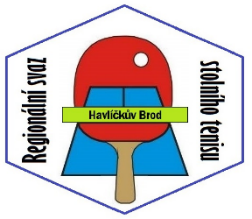 Regionální svaz
Havlíčkův Brod
stolního tenisu